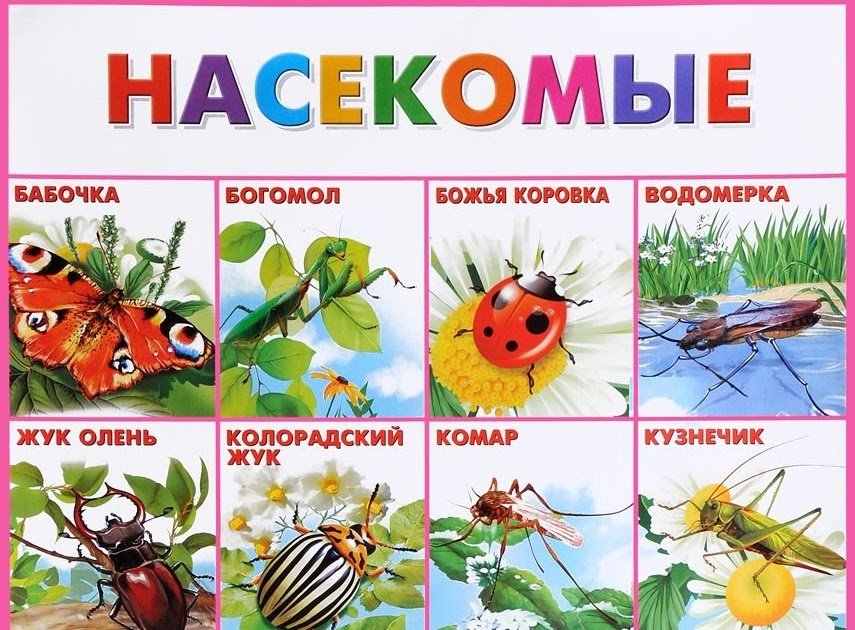 НАСЕКОМЫЕ
БАБОЧКА
БОГОМОЛ
БОЖЬЯ КОРОВКА
ВОДОМЕРКА
ЖУК ОЛЕНЬ
КОЛОРАДСКИЙ
ЖУК
КОМАР
КУЗНЕЧИК